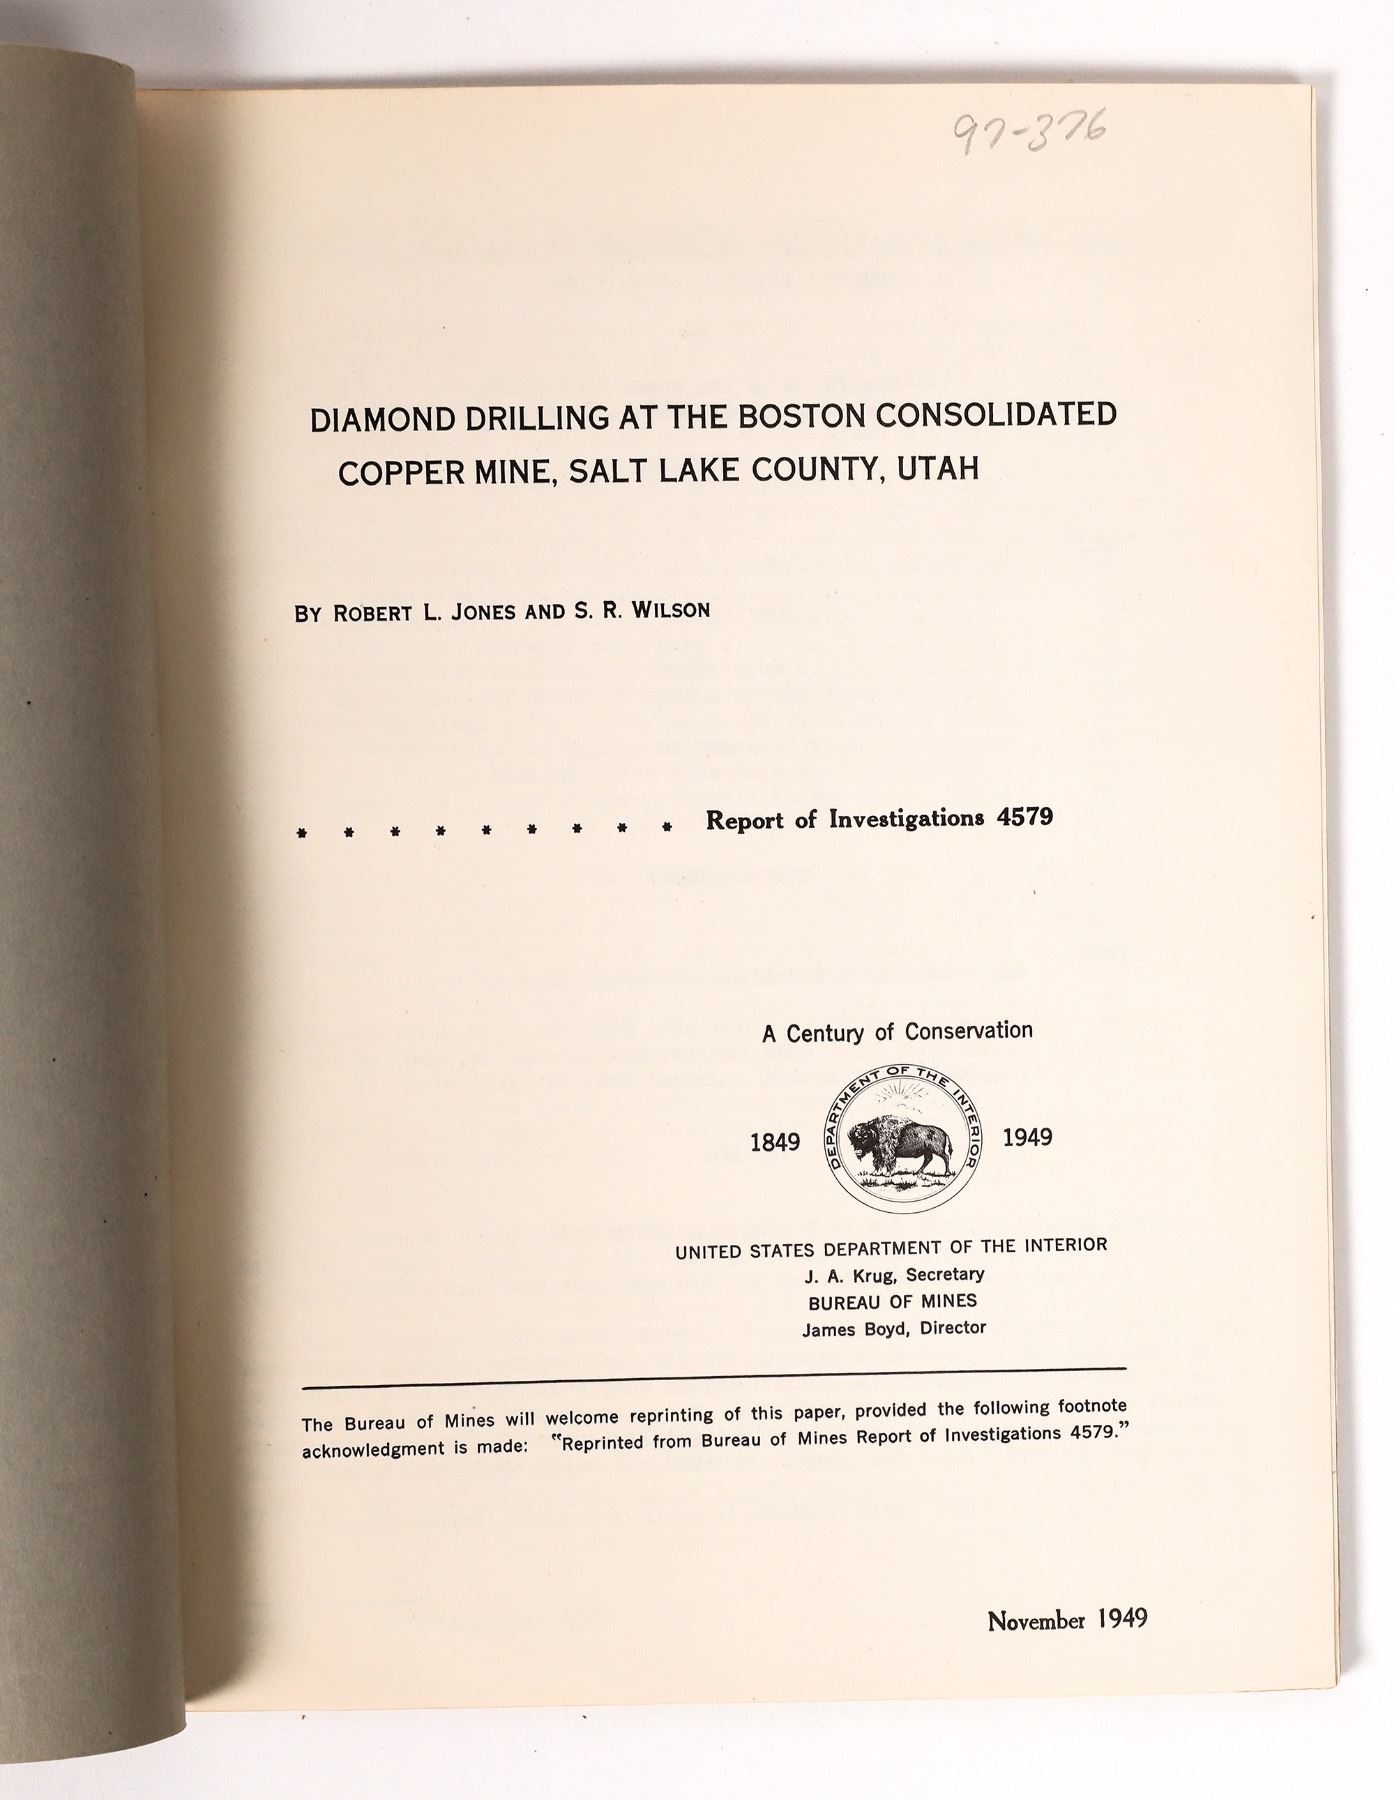 97-376
DIAMOND DRILLING AT THE BOSTON CONSOLIDATED
COPPER MINE, SALT LAKE COUNTY, UTAH
BY ROBERT L. JONES AND S. R. WILSON
* * * * * * * * * Report of Investigations 4579
A Century of Conservation
DEPARTMENT OF THE INTERIOR
1849 1949
UNITED STATES DEPARTMENT OF THE INTERIOR
J. A. Krug, Secretary
BUREAU OF MINES
James Boyd, Director
The Bureau of Mines will welcome reprinting of this paper, provided the following footnote
acknowledgment is made: "Reprinted from Bureau of Mines Report of Investigations 4579."
November 1949